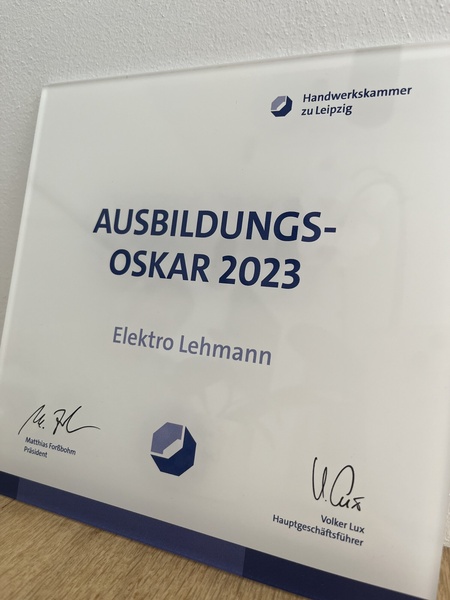 Handwerkskammer
zu Leipzig
AUSBILDUNGS-
OSKAR 2023
Elektro Lehmann
Matthias Forßbohm
Präsident
Volker Lux
Hauptgeschäftsführer